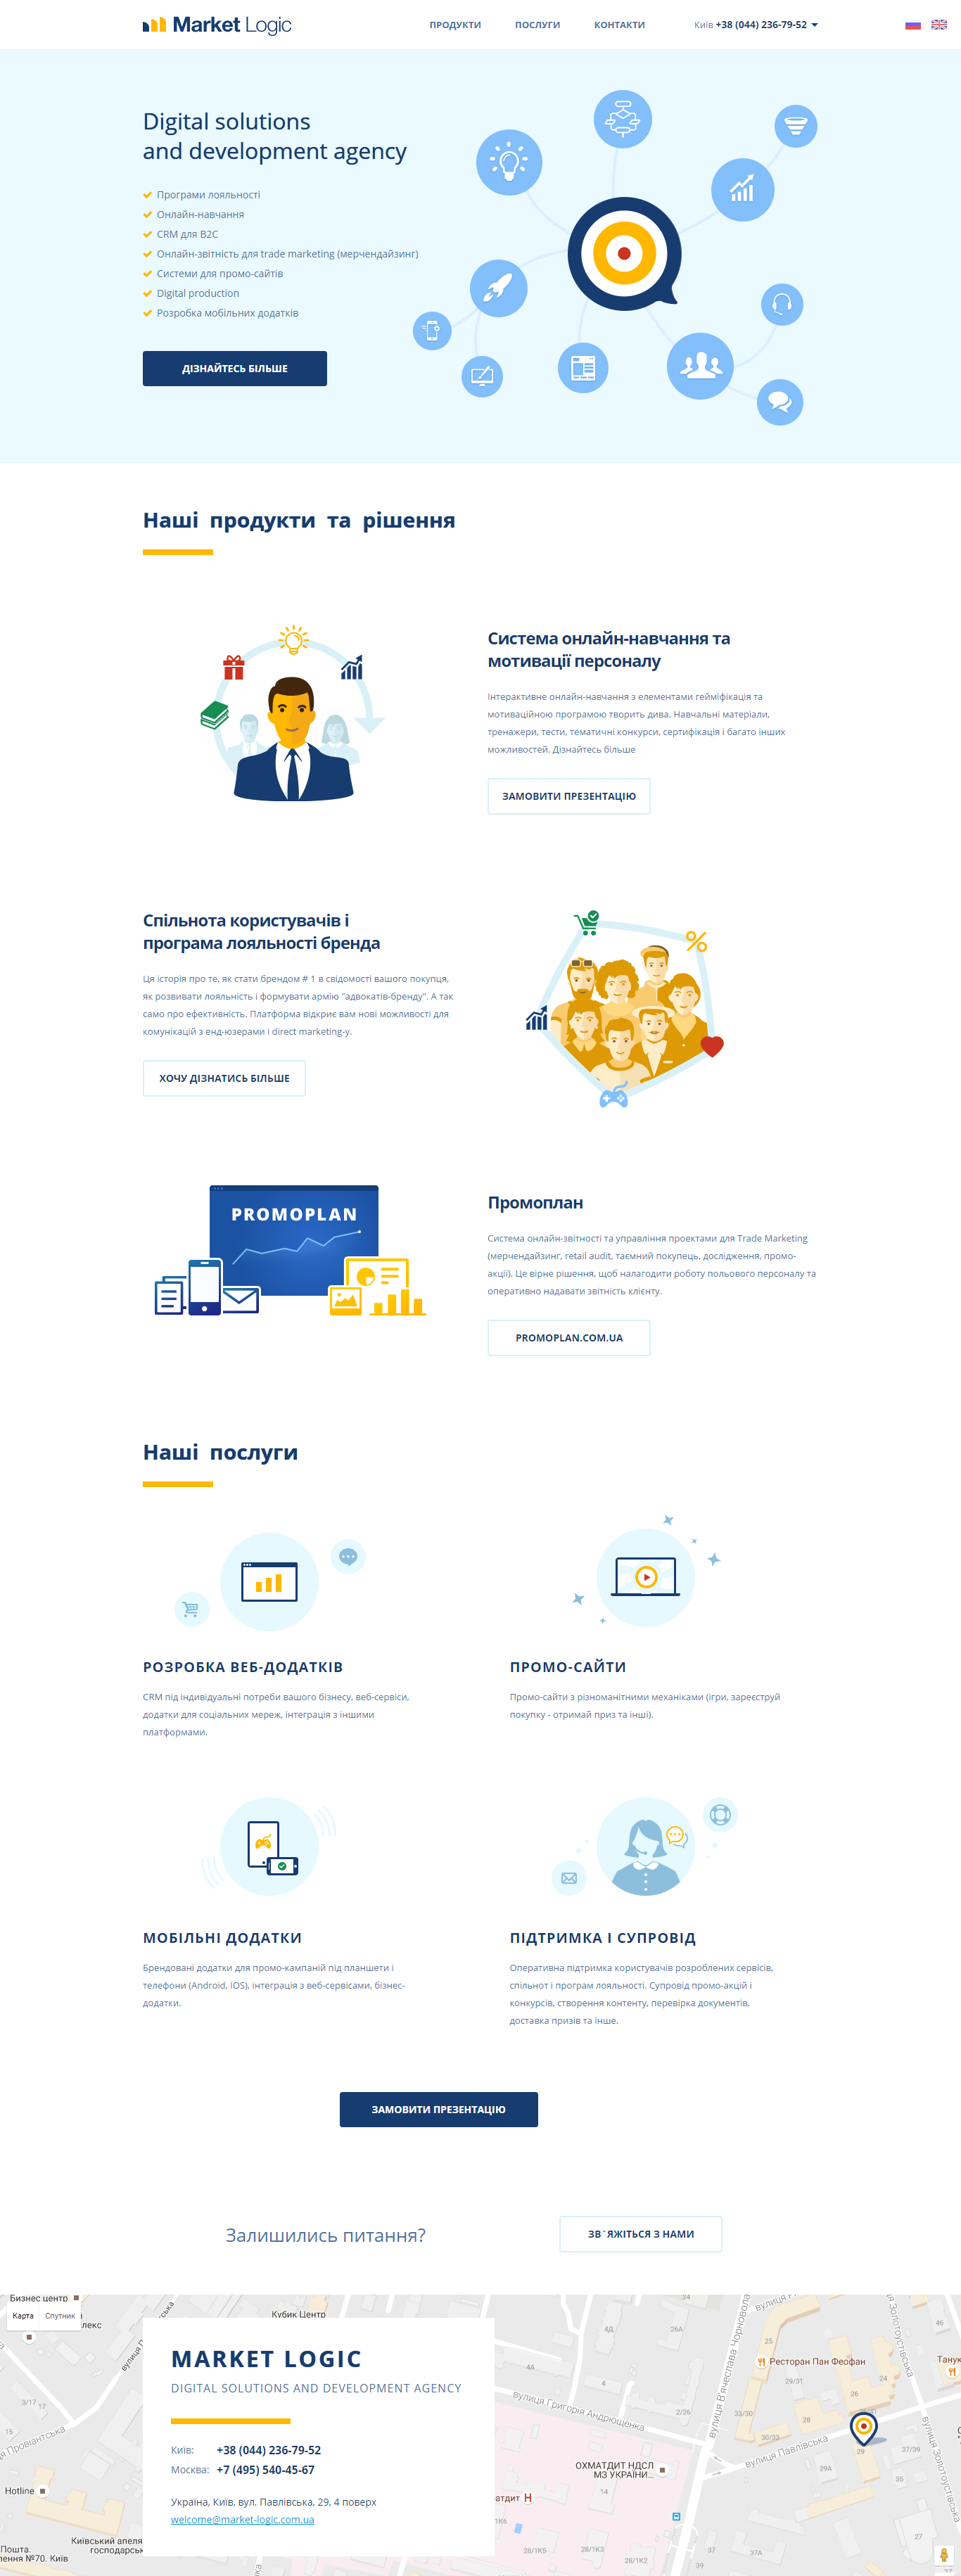 Market Logic
ПРОДУКТИ ПОСЛУГИ КОНТАКТИ Київ +38 (044) 236-79-52
Digital solutions
and development agency
Програми лояльності
Онлайн-навчання
CRM для B2C
Онлайн-звітність для trade marketing (мерчендайзинг)
Системи для промо-сайтів
Digital production
Розробка мобільних додатків
ДІЗНАЙТЕСЬ БІЛЬШЕ
Наші продукти та рішення
Система онлайн-навчання та
мотивації персоналу
Інтерактивне онлайн-навчання з елементами гейміфікація та
мотиваційною програмою творить дива. Навчальні матеріали,
тренажери, тести, тематичні конкурси, сертифікація і багато інших
можливостей. Дізнайтесь більше
ЗАМОВИТИ ПРЕЗЕНТАЦІЮ
Спільнота користувачів і
програма лояльності бренда
Ця історія про те, як стати брендом # 1 в свідомості вашого покупця,
як розвивати лояльність і формувати армію "адвокатів-бренду". А так
само про ефективність. Платформа відкриє вам нові можливості для
комунікацій з енд-юзерами і direct marketing-у.
ХОЧУ ДІЗНАТИСЬ БІЛЬШЕ
PROMOPLAN
Промоплан
Система онлайн-звітності та управління проектами для Trade Marketing
(мерчендайзинг, retail audit, таємний покупець, дослідження, промо-
акції). Це вірне рішення, щоб налагодити роботу польового персоналу та
оперативно надавати звітність клієнту.
PROMOPLAN.COM.UA
Наші послуги
РОЗРОБКА ВЕБ-ДОДАТКІВ
CRM під індивідуальні потреби вашого бізнесу, веб-сервіси,
додатки для соціальних мереж, інтеграція з іншими
платформами.
ПРОМО-САЙТИ
Промо-сайти з різноманітними механіками (ігри, зареєструй
покупку - отримай приз та інші).
МОБІЛЬНІ ДОДАТКИ
Брендовані додатки для промо-кампаній під планшети і
телефони (Android, IOS), інтеграція з веб-сервісами, бізнес-
додатки.
ПІДТРИМКА І СУПРОВІД
Оперативна підтримка користувачів розроблених сервісів,
спільнот і програм лояльності. Супровід промо-акцій і
конкурсів, створення контенту, перевірка документів,
доставка призів та інше.
ЗАМОВИТИ ПРЕЗЕНТАЦІЮ
Залишились питання?
ЗВ`ЯЖІТЬСЯ З НАМИ
Бизнес центр
Карта Спутник
лекс
Кубик Центр
MARKET LOGIC
DIGITAL SOLUTIONS AND DEVELOPMENT AGENCY
Київ: +38 (044) 236-79-52
Москва: +7 (495) 540-45-67
Україна, Київ, вул. Павлівська, 29, 4 поверх
welcome@market-logic.com.ua
Hotline
Київський апеля
господарськ
Пошта.
лення №70. Київ
вулиця Григорія Андрющенка
вулиця В'ячеслава Чорновола
Ресторан Пан Феофан
вулиця Павлівська
вулиця Золотоустівська
ОХМАТДИТ НДСЛ
МЗ УКРАЇНИ...
атдит